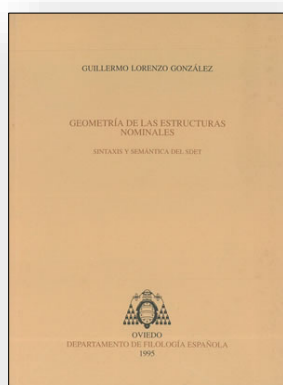 GUILLERMO LORENZO GONZÁLEZ
GEOMETRÍA DE LAS ESTRUCTURAS
NOMINALES
SINTAXIS Y SEMÁNTICA DEL SDET
OVIEDO
DEPARTAMENTO DE FILOLOGÍA ESPAÑOLA
1995